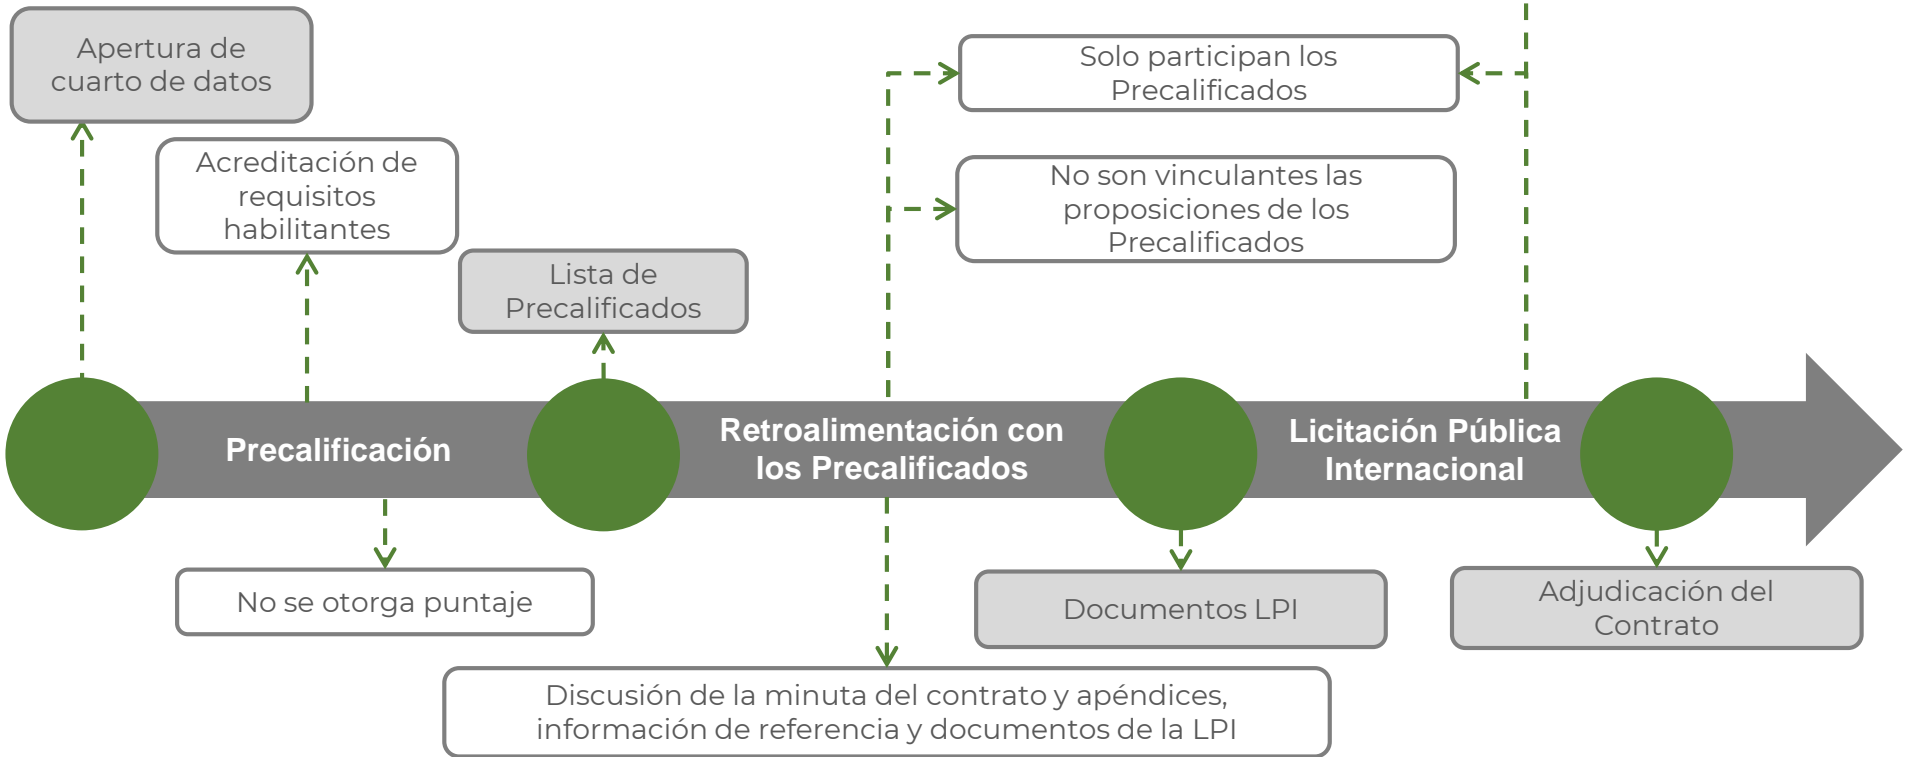 Apertura de
cuarto de datos
Solo participan los
Precalificados
Acreditación de
requisitos
habilitantes
No son vinculantes las
proposiciones de los
Precalificados
Lista de
Precalificados
Precalificación
Retroalimentación con
los Precalificados
Licitación Pública
Internacional
No se otorga puntaje
Documentos LPI
Adjudicación del
Contrato
Discusión de la minuta del contrato y apéndices,
información de referencia y documentos de la LPI